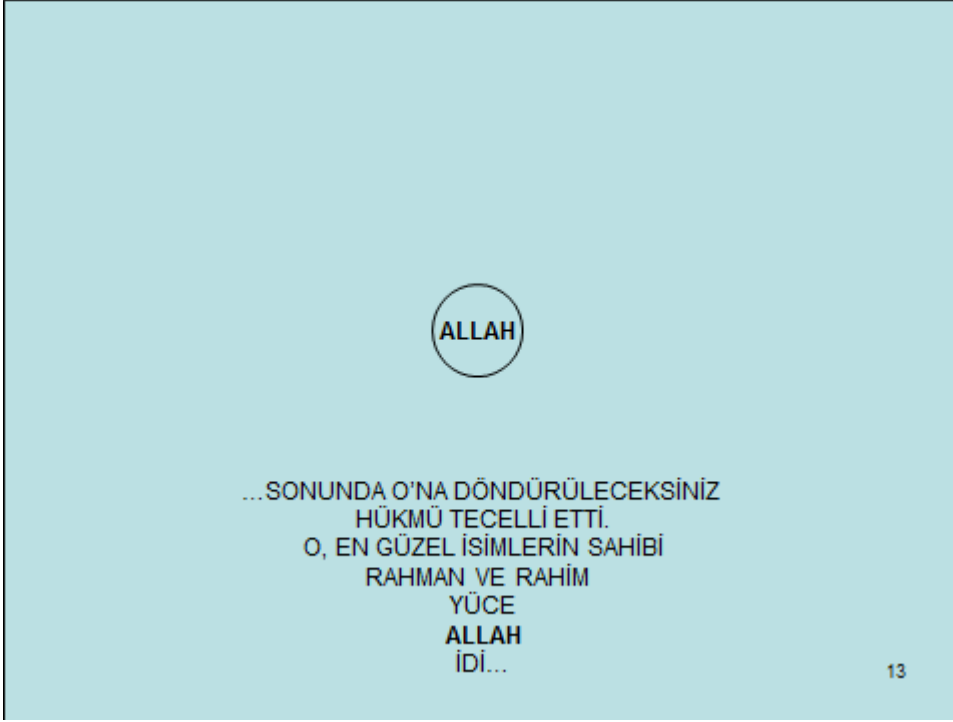 ALLAH
...SONUNDA O’NA DÖNDÜRÜLECEKSİNİZ
HÜKMÜ TECELLİ ETTİ.
O, EN GÜZEL İSİMLERİN SAHİBİ
RAHMAN VE RAHİM
YÜCE
ALLAH
İDİ...
13